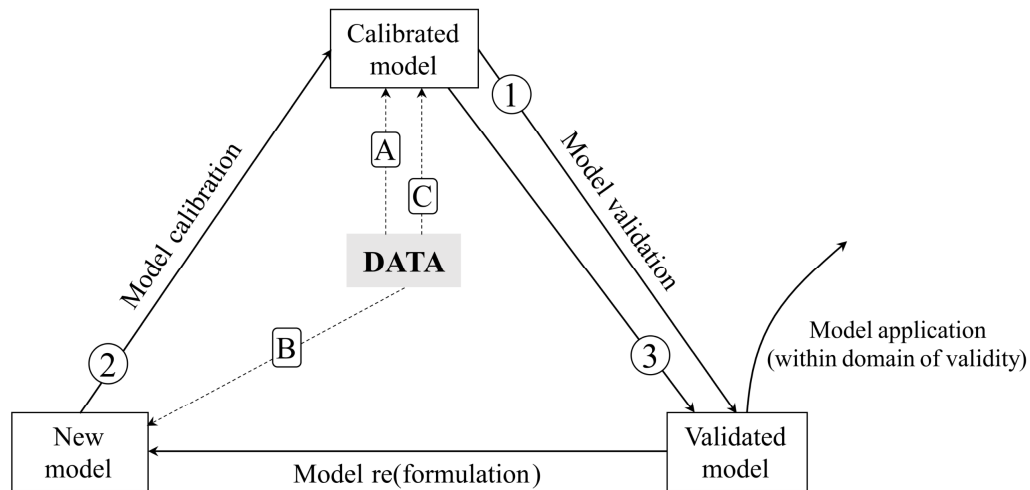 Calibrated
model
1
A
Model validation
C
Model calibration
DATA
B
Model application
(within domain of validity)
2
3
New
model
Model re(formulation)
Validated
model